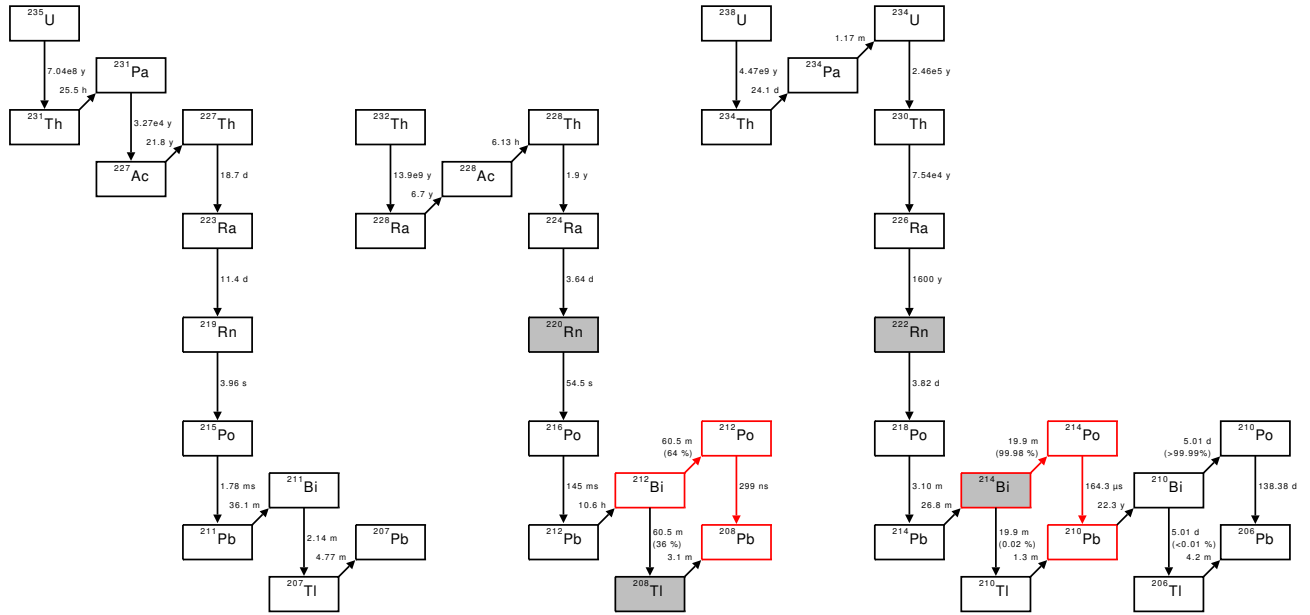 235U
238U
234U
1.17 m
231Pa
234Pa
7.04e8 y
4.47e9 y
2.46e5 y
25.5 h
24.1 d
231Th
227Th
232Th
228Th
234Th
230Th
3.27e4 y
21.8 y
6.13 h
227Ac
228Ac
18.7 d
13.9e9 y
1.9 y
7.54e4 y
6.7 y
223Ra
228Ra
224Ra
226Ra
11.4 d
3.64 d
1600 y
219Rn
220Rn
222Rn
3.96 s
54.5 s
3.82 d
215Po
216Po
212Po
218Po
214Po
210Po
60.5 m
(64 %)
19.9 m
(99.98 %)
5.01 d
(>99.99%)
1.78 ms
211Bi
145 ms
212Bi
299 ns
3.10 m
214Bi
164.3 µs
210Bi
138.38 d
36.1 m
10.6 h
26.8 m
22.3 y
211Pb
207Pb
212Pb
208Pb
214Pb
210Pb
206Pb
2.14 m
60.5 m
(36 %)
19.9 m
(0.02 %)
5.01 d
(<0.01 %)
4.77 m
3.1 m
1.3 m
4.2 m
207Tl
208Tl
210Tl
206Tl